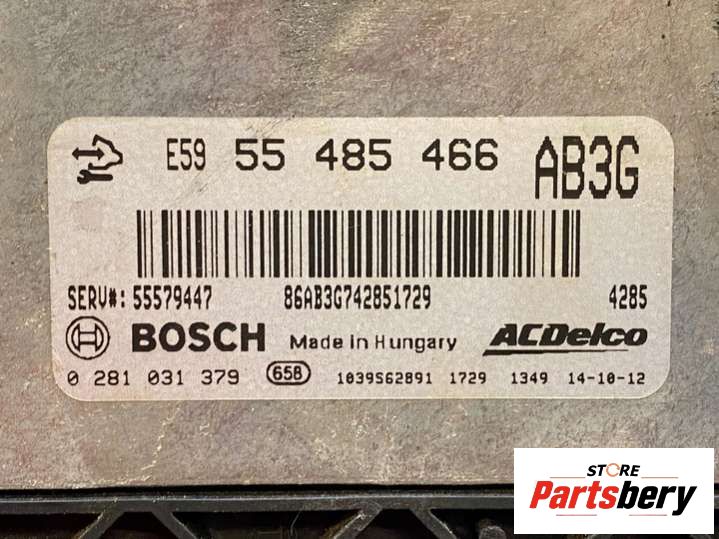 E59 55 485 466 AB3G
SERV#: 55579447 86AB3G742851729 4285
BOSCH Made in Hungary ACDelco
0 281 031 379 65B 1039S62891 1729 1349 14-10-12
STORE
Partsbery